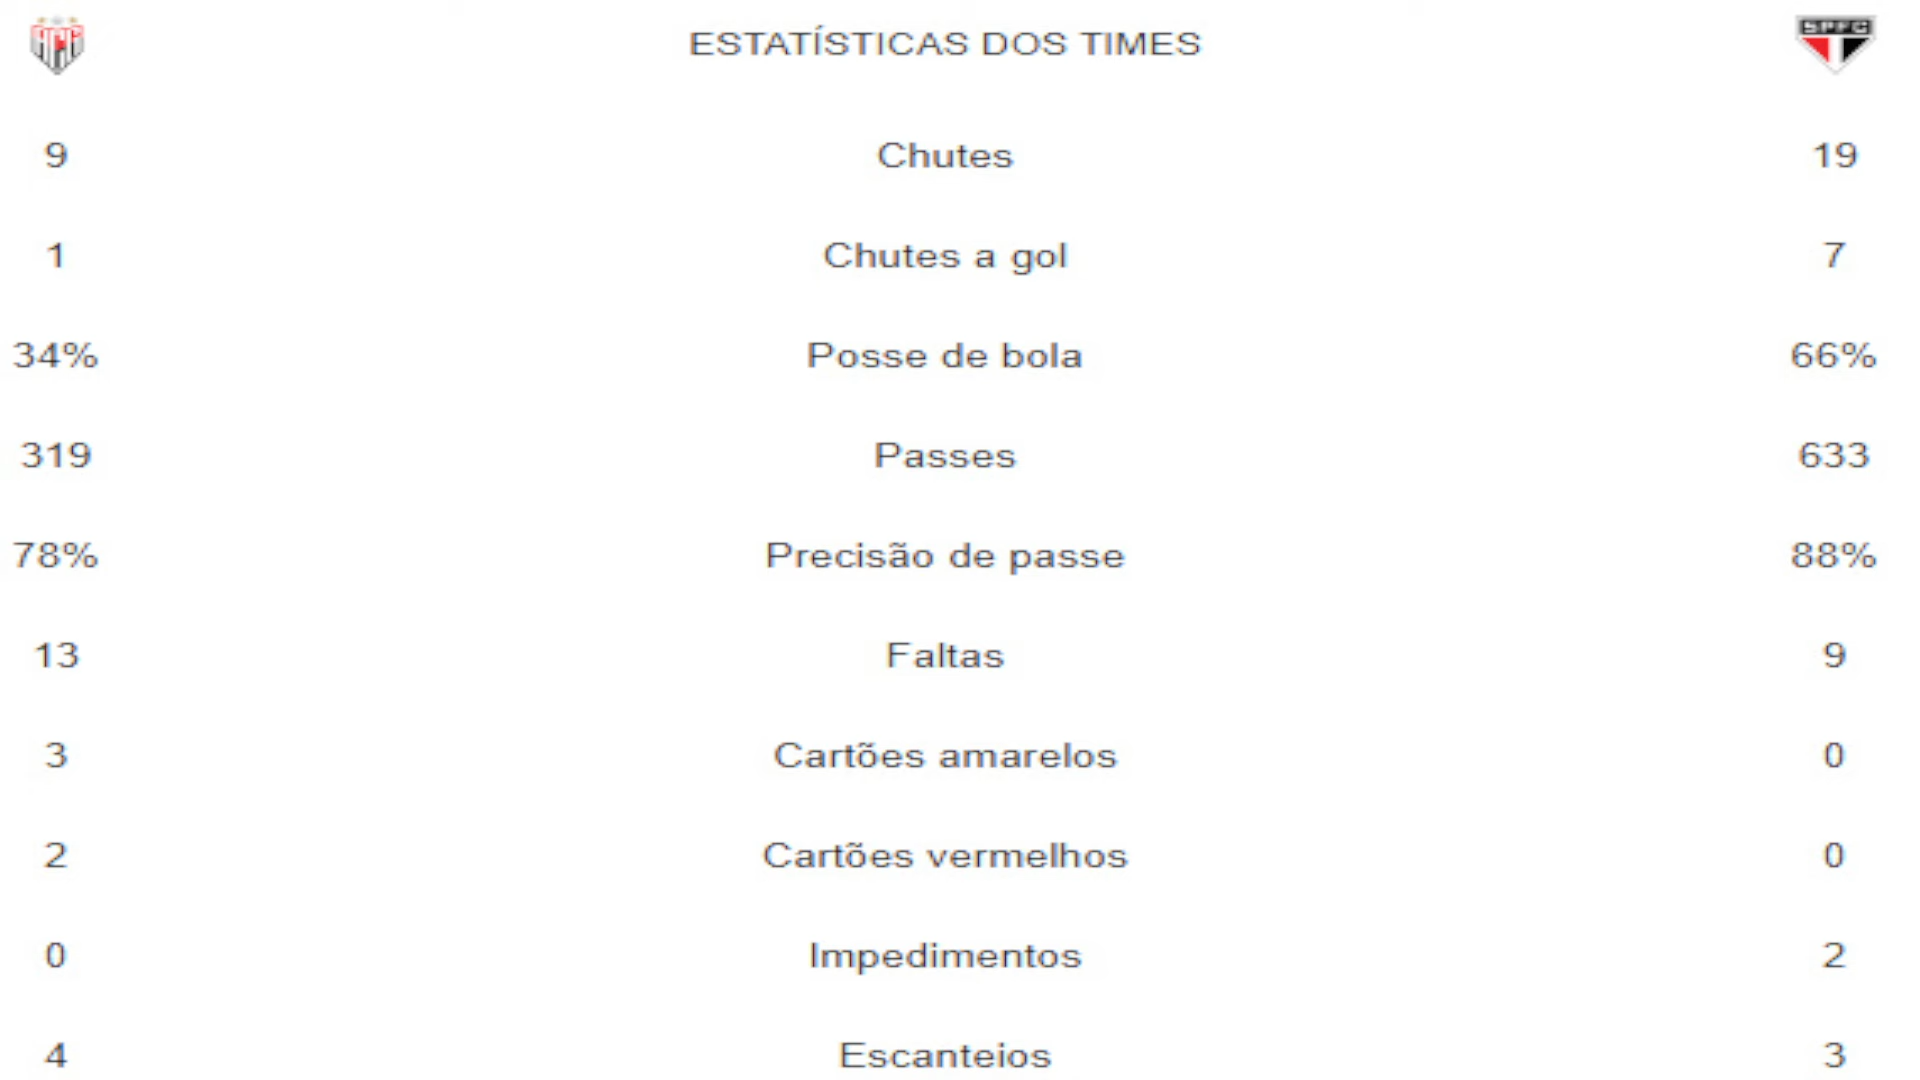 ACG ESTATÍSTICAS DOS TIMES SPFC
9 Chutes 19
1 Chutes a gol 7
34% Posse de bola 66%
319 Passes 633
78% Precisão de passe 88%
13 Faltas 9
3 Cartões amarelos 0
2 Cartões vermelhos 0
0 Impedimentos 2
4 Escanteios 3